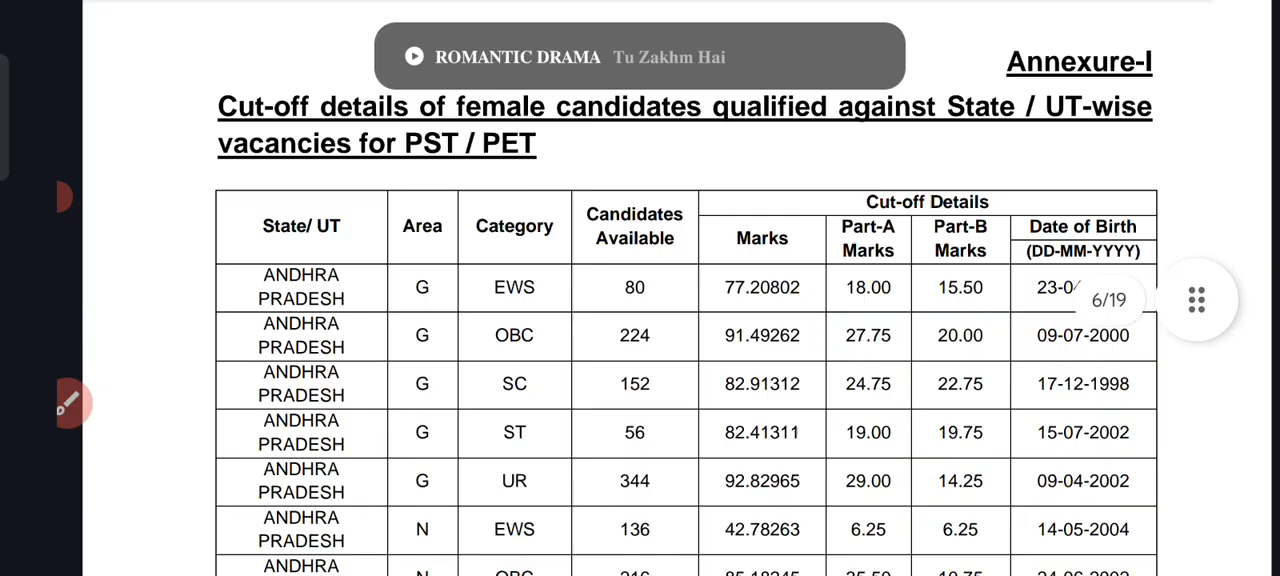 ROMANTIC DRAMA Tu Zakhm Hai
Annexure-I
Cut-off details of female candidates qualified against State / UT-wise
vacancies for PST / PET
State/ UT Area Category Candidates Available Cut-off Details
Marks Part-A Marks Part-B Marks Date of Birth (DD-MM-YYYY)
ANDHRA PRADESH G EWS 80 77.20802 18.00 15.50
6/19
ANDHRA PRADESH G OBC 224 91.49262 27.75 20.00 09-07-2000
ANDHRA PRADESH G SC 152 82.91312 24.75 22.75 17-12-1998
ANDHRA PRADESH G ST 56 82.41311 19.00 19.75 15-07-2002
ANDHRA PRADESH G UR 344 92.82965 29.00 14.25 09-04-2002
ANDHRA PRADESH N EWS 136 42.78263 6.25 6.25 14-05-2004
ANDHRA